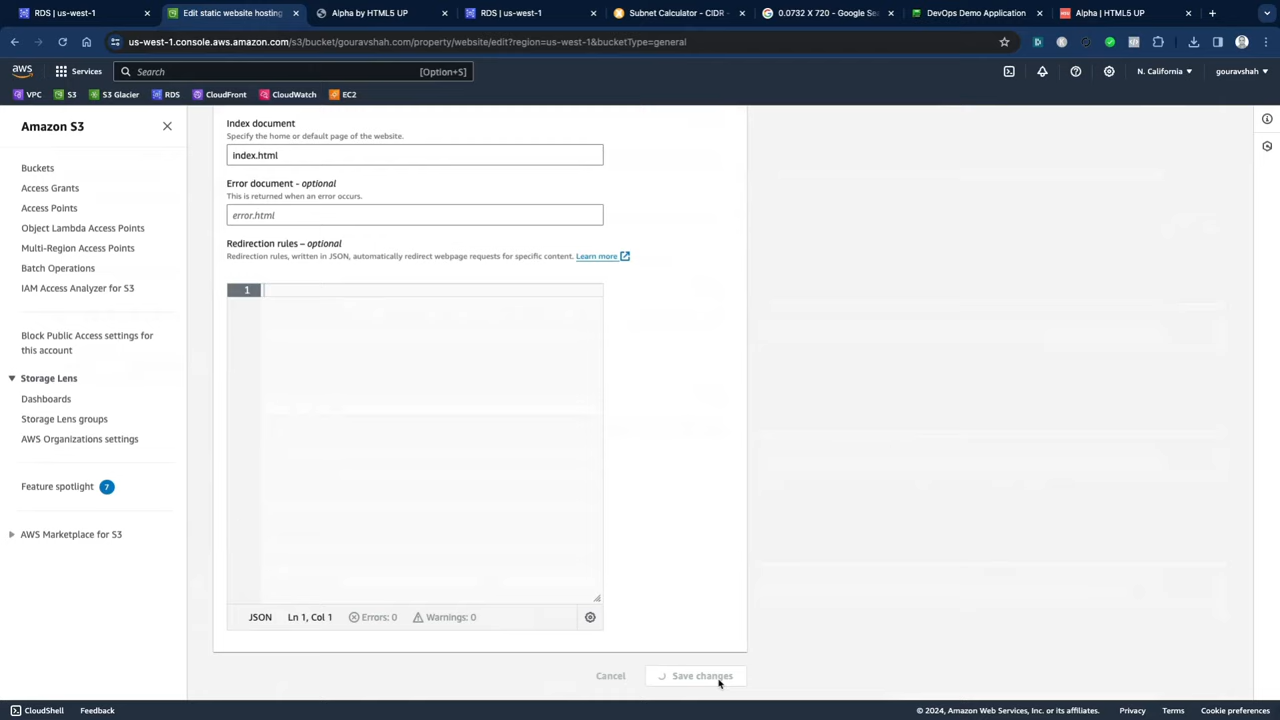 RDS | us-west-1
Edit static website hosting
Alpha by HTML5 UP
RDS | us-west-1
Subnet Calculator - CIDR -
0.0732 X 720 - Google Sea
DevOps Demo Application
Alpha | HTML5 UP
us-west-1.console.aws.amazon.com/s3/bucket/gouravshah.com/property/website/edit?region=us-west-1&bucketType=general
aws
Services
Search
[Option+S]
N. California
gouravshah
VPC
S3
S3 Glacier
RDS
CloudFront
CloudWatch
EC2
Amazon S3
Buckets
Access Grants
Access Points
Object Lambda Access Points
Multi-Region Access Points
Batch Operations
IAM Access Analyzer for S3
Block Public Access settings for
this account
Storage Lens
Dashboards
Storage Lens groups
AWS Organizations settings
Feature spotlight 7
AWS Marketplace for S3
Index document
Specify the home or default page of the website.
index.html
Error document - optional
This is returned when an error occurs.
error.html
Redirection rules – optional
Redirection rules, written in JSON, automatically redirect webpage requests for specific content. Learn more
1
JSON Ln 1, Col 1 Errors: 0 Warnings: 0
Cancel
Save changes
CloudShell
Feedback
© 2024, Amazon Web Services, Inc. or its affiliates.
Privacy
Terms
Cookie preferences